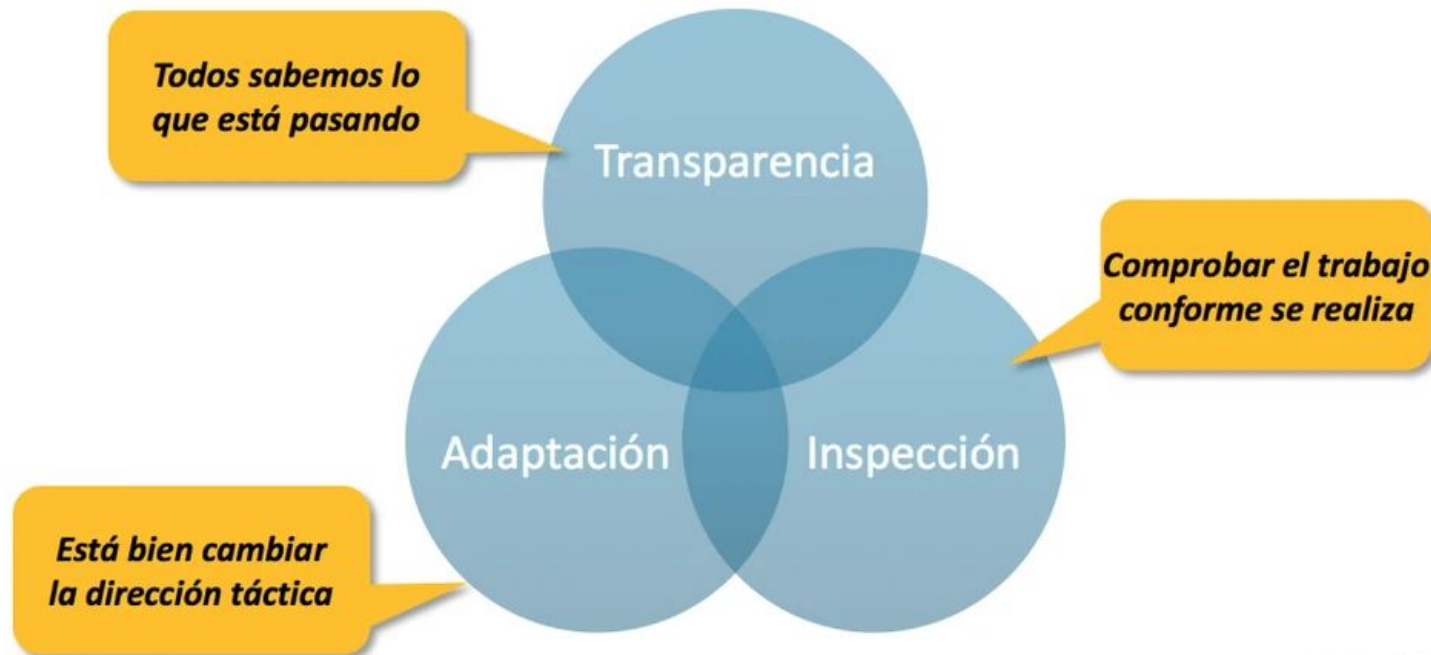 Todos sabemos lo
que está pasando
Transparencia
Comprobar el trabajo
conforme se realiza
Adaptación
Inspección
Está bien cambiar
la dirección táctica